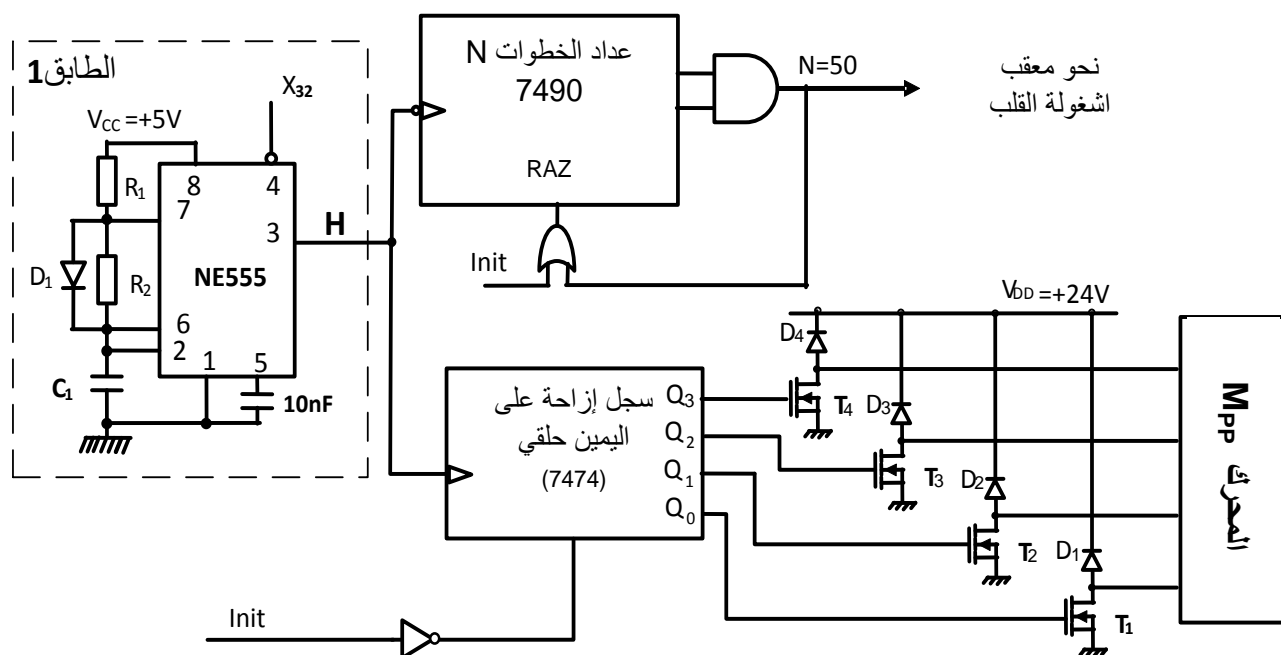 الطابق1
X32
VCC =+5V
R1
8
4
7
3
H
D1
R2
NE555
6
2
1
5
C1
10nF
عداد الخطوات N
7490
RAZ
N=50
نحو معقب
اشغولة القلب
Init
VDD =+24V
D4
T4
D3
T3
D2
T2
D1
T1
سجل إزاحة على
اليمين حلقي
(7474)
Q3
Q2
Q1
Q0
Init
المحرك MPP